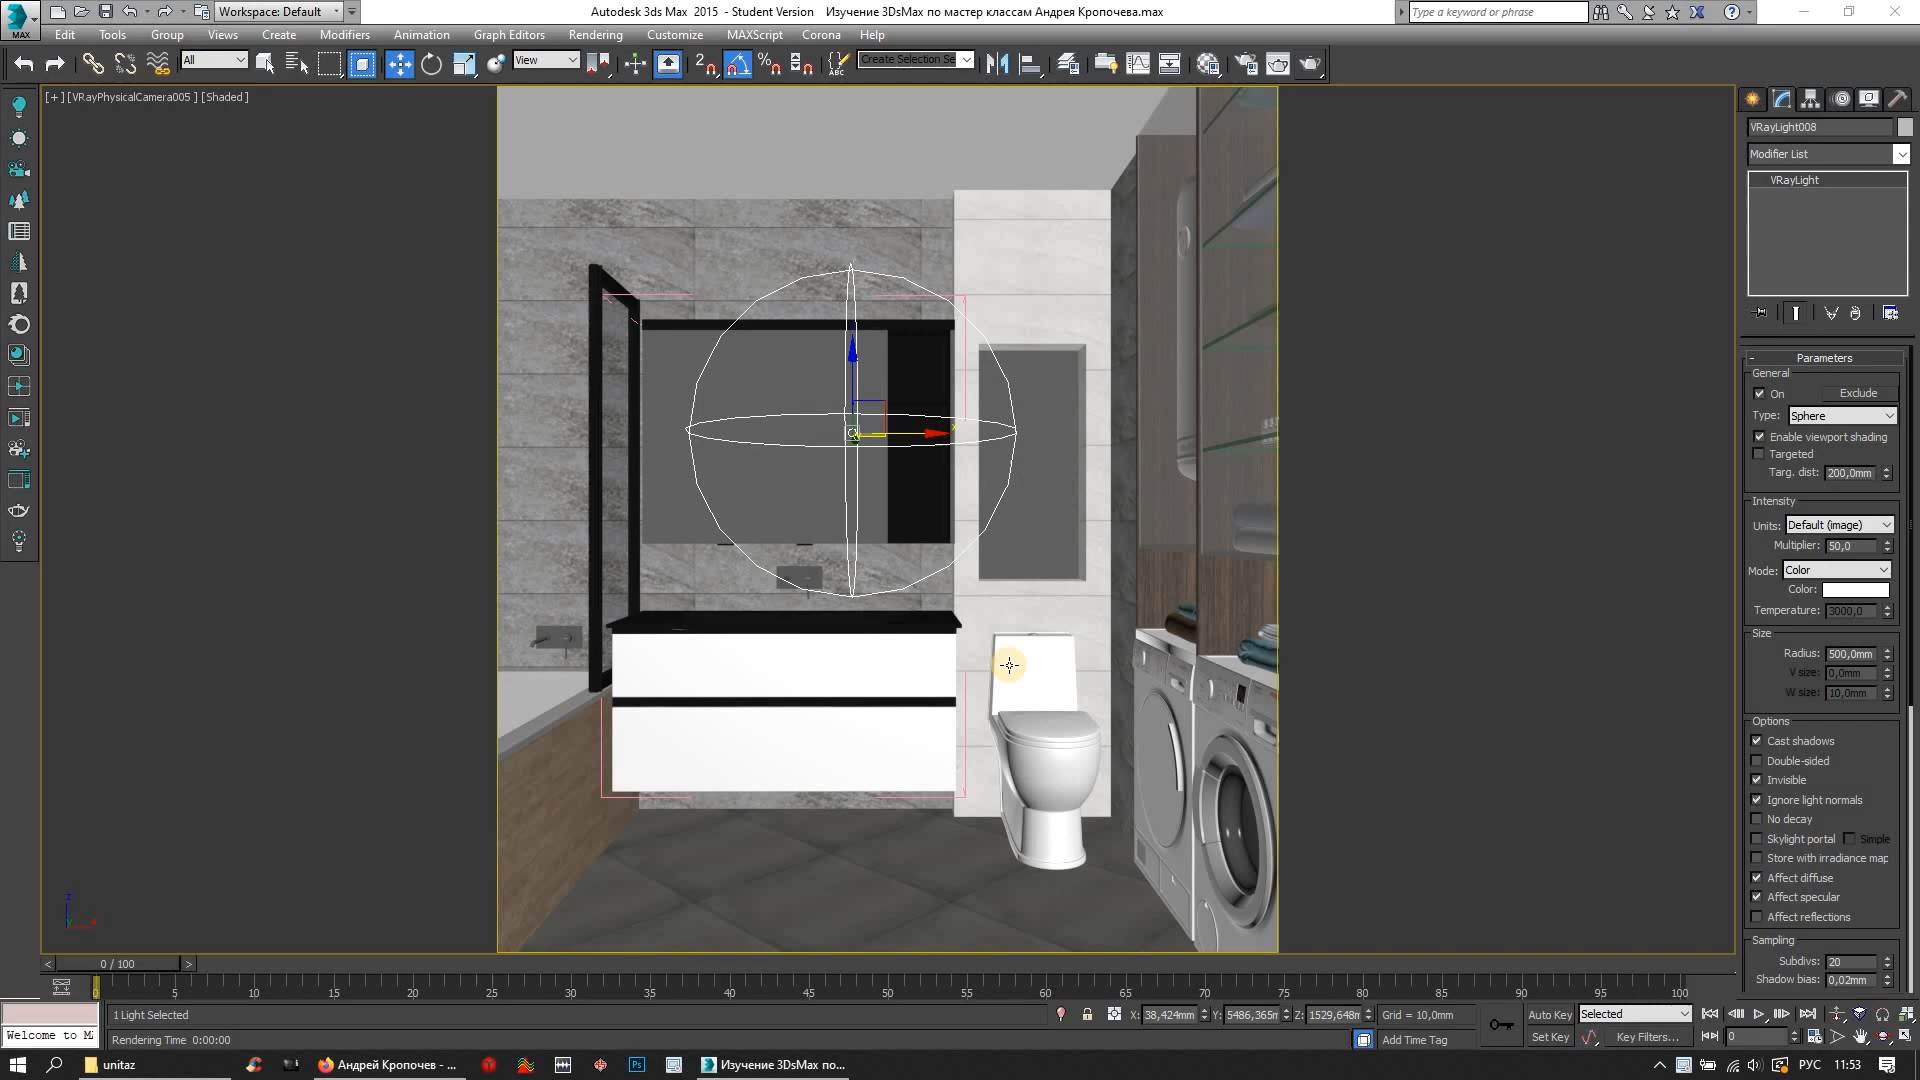 Workspace: Default
Autodesk 3ds Max 2015 - Student Version Изучение 3DsMax по мастер классам Андрея Кропочева.max
Type a keyword or phrase
MAX
Edit Tools Group Views Create Modifiers Animation Graph Editors Rendering Customize MAXScript Corona Help
All
View
2
%
ABC
Create Selection Se
[+] [VRayPhysicalCamera005 ] [Shaded ]
VRayLight008
Modifier List
VRayLight
- Parameters
General
On Exclude
Type: Sphere
Enable viewport shading
Targeted
Targ. dist: 200,0mm
Intensity
Units: Default (image)
Multiplier: 50,0
Mode: Color
Color:
Temperature: 3000,0
Size
Radius: 500,0mm
V size: 0,0mm
W size: 10,0mm
Options
Cast shadows
Double-sided
Invisible
Ignore light normals
No decay
Skylight portal Simple
Store with irradiance map
Affect diffuse
Affect specular
Affect reflections
Sampling
Subdivs: 20
Shadow bias: 0,02mm
x
z
x
< 0 / 100 >
0 5 10 15 20 25 30 35 40 45 50 55 60 65 70 75 80 85 90 95 100
1 Light Selected
X: 38,424mm Y: 5486,365m Z: 1529,648m Grid = 10,0mm
Auto Key Selected
Welcome to M
Rendering Time 0:00:00
Add Time Tag
Set Key Key Filters...
0
unitaz
Андрей Кропочев - ...
Ps
Изучение 3DsMax по...
РУС 11:53